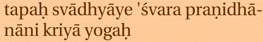 tapaḥ svādhyāye 'śvara praṇidhā-
nāni kriyā yogaḥ